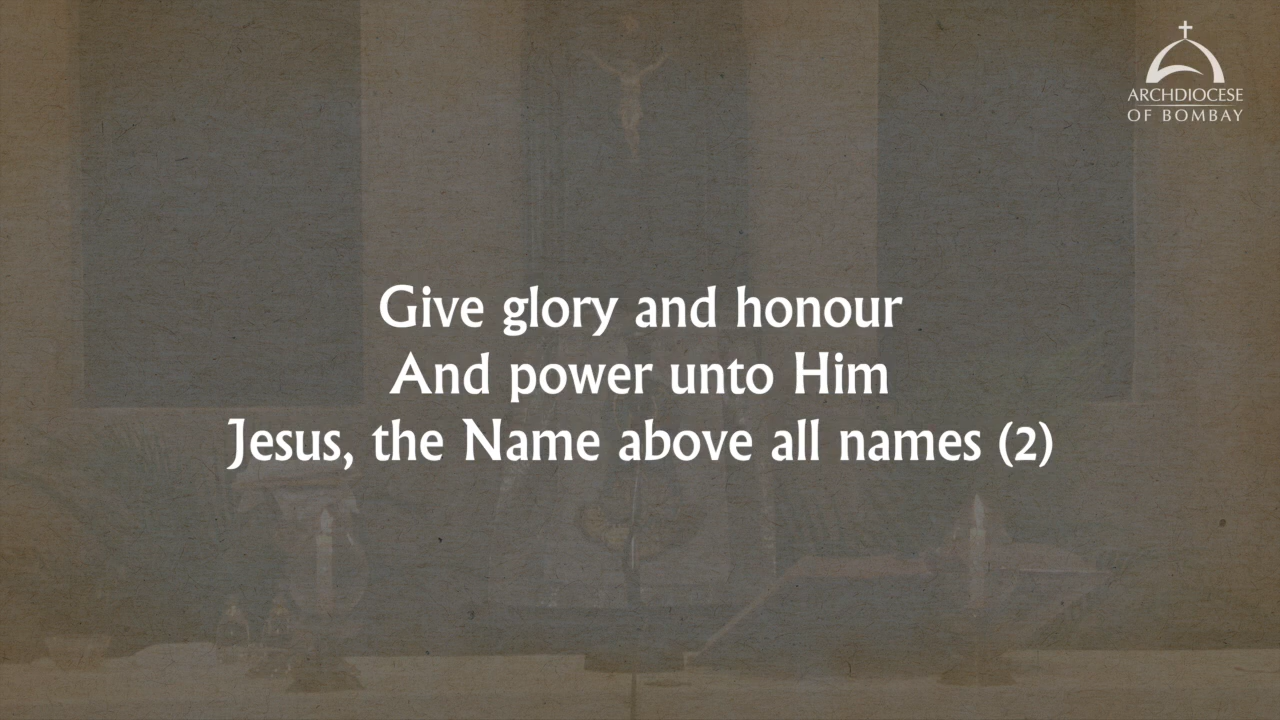 ARCHDIOCESE
OF BOMBAY
Give glory and honour
And power unto Him
Jesus, the Name above all names (2)